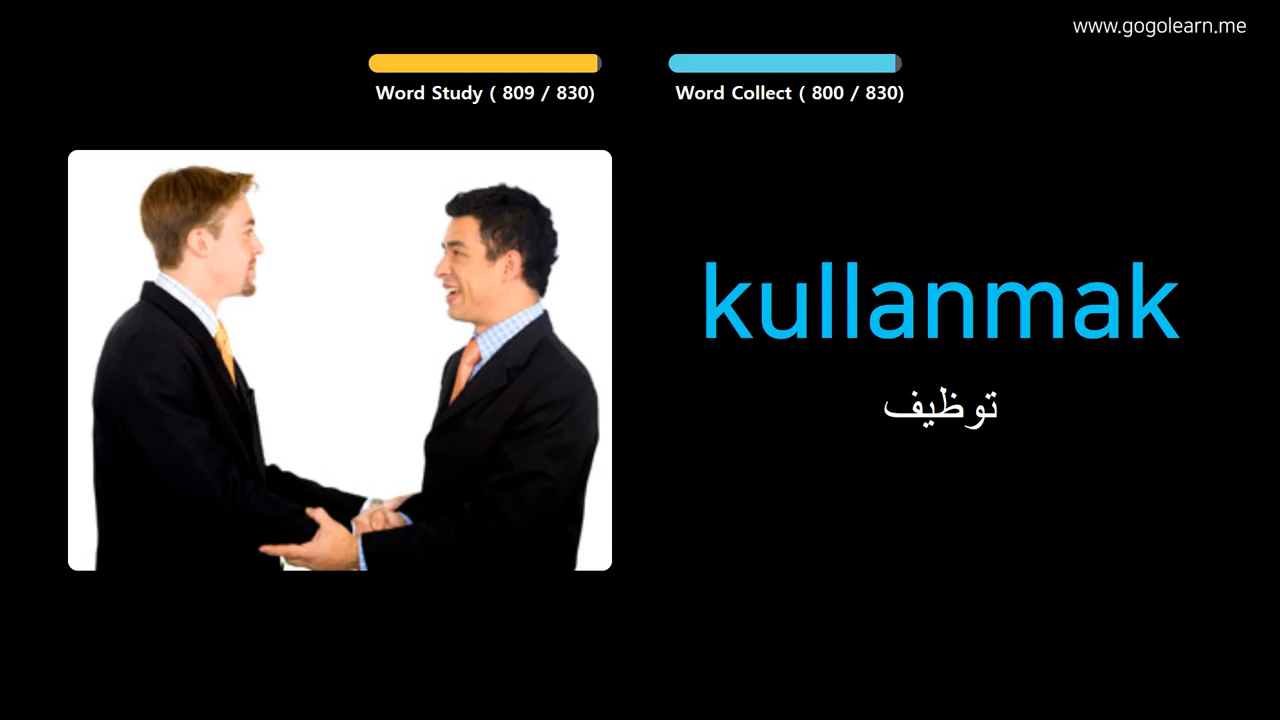 www.gogolearn.me
Word Study ( 809 / 830)
Word Collect ( 800 / 830)
kullanmak
توظيف